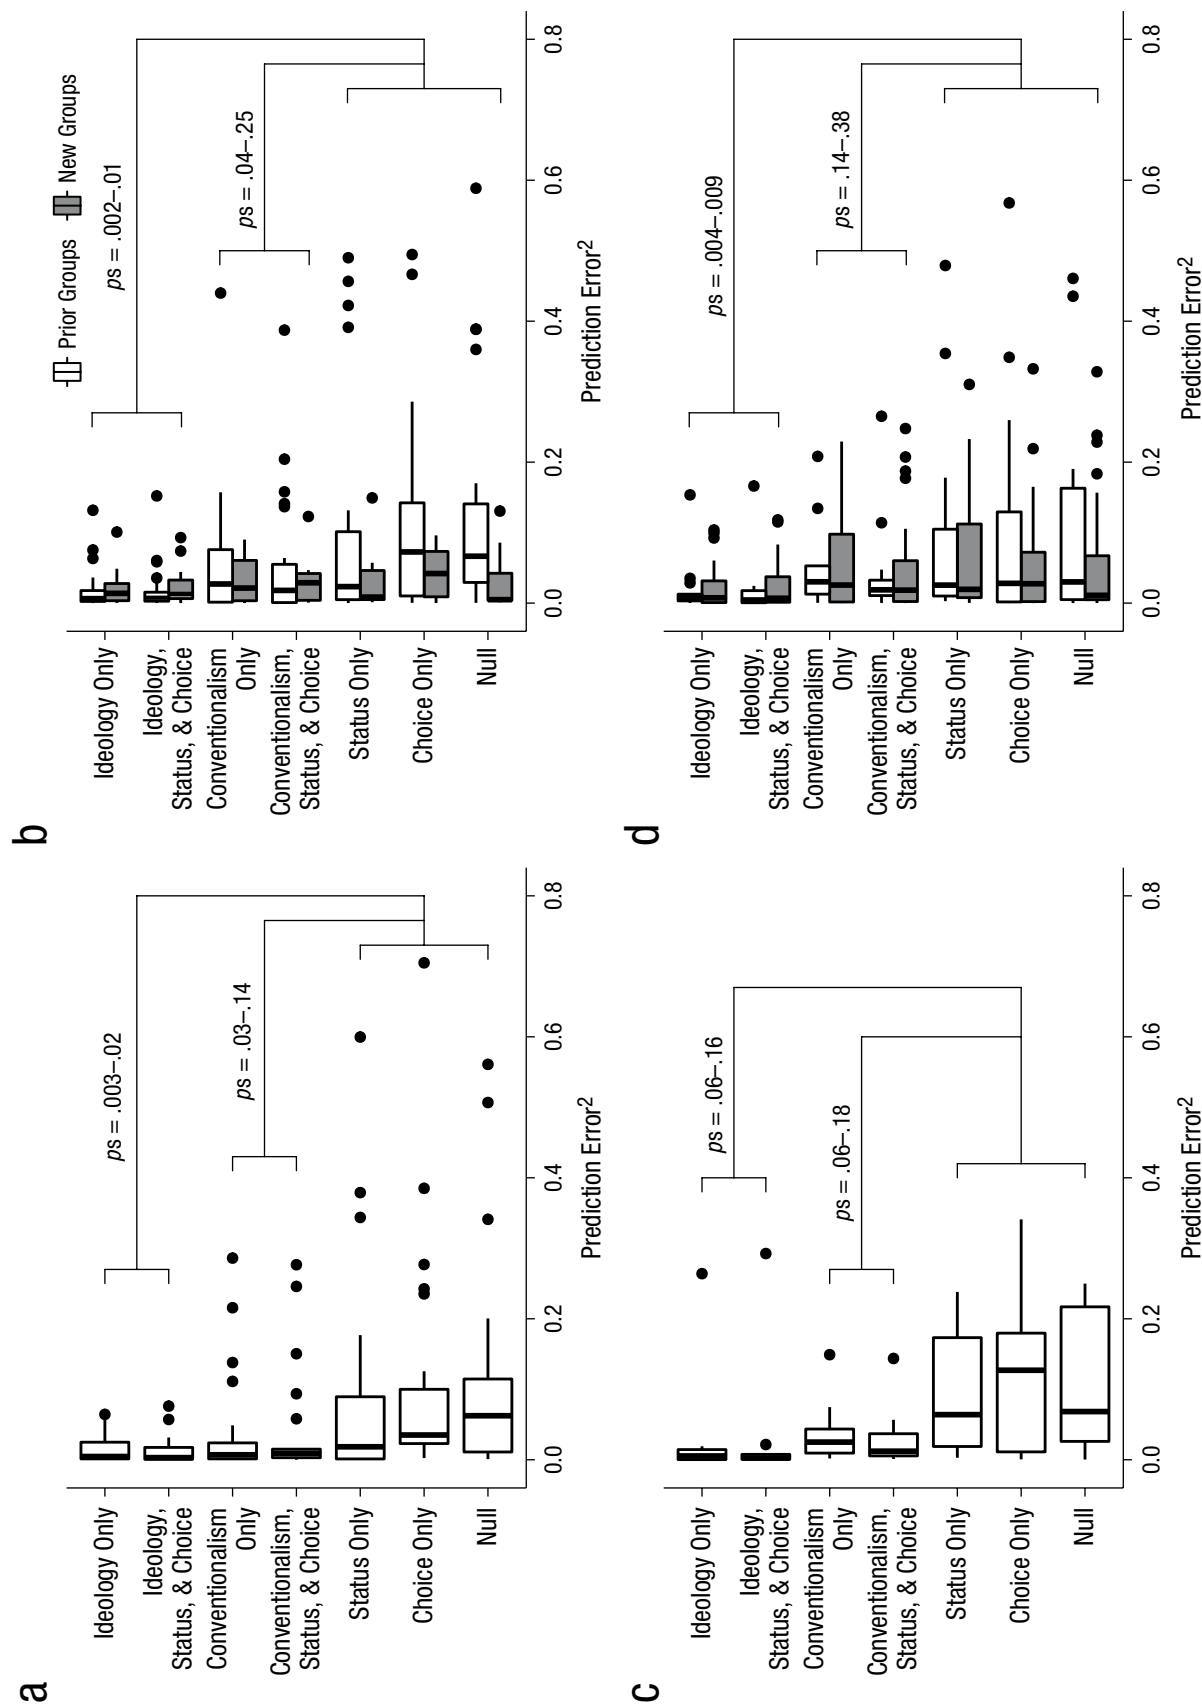 a
Ideology Only
Ideology,
Status, & Choice
Conventionalism
Only
Conventionalism,
Status, & Choice
Status Only
Choice Only
Null
ps = .003–.02
ps = .03–.14
0.0 0.2 0.4 0.6 0.8
Prediction Error2
b
Prior Groups New Groups
Ideology Only
Ideology,
Status, & Choice
Conventionalism
Only
Conventionalism,
Status, & Choice
Status Only
Choice Only
Null
ps = .002–.01
ps = .04–.25
0.0 0.2 0.4 0.6 0.8
Prediction Error2
c
Ideology Only
Ideology,
Status, & Choice
Conventionalism
Only
Conventionalism,
Status, & Choice
Status Only
Choice Only
Null
ps = .06–.16
ps = .06–.18
0.0 0.2 0.4 0.6 0.8
Prediction Error2
d
Ideology Only
Ideology,
Status, & Choice
Conventionalism
Only
Conventionalism,
Status, & Choice
Status Only
Choice Only
Null
ps = .004–.009
ps = .14–.38
0.0 0.2 0.4 0.6 0.8
Prediction Error2